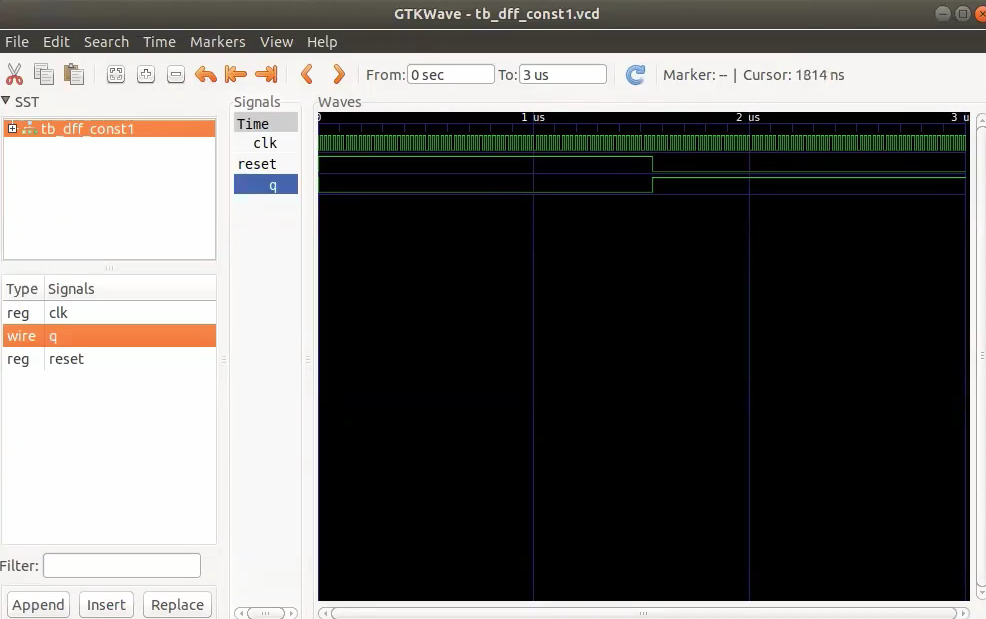 GTKWave - tb_dff_const1.vcd
File Edit Search Time Markers View Help
From: 0 sec To: 3 us Marker: -- | Cursor: 1814 ns
SST
tb_dff_const1
Type Signals
reg clk
wire q
reg reset
Filter:
Append Insert Replace
Signals
Time
clk
reset
q
Waves
0 1 us 2 us 3 u